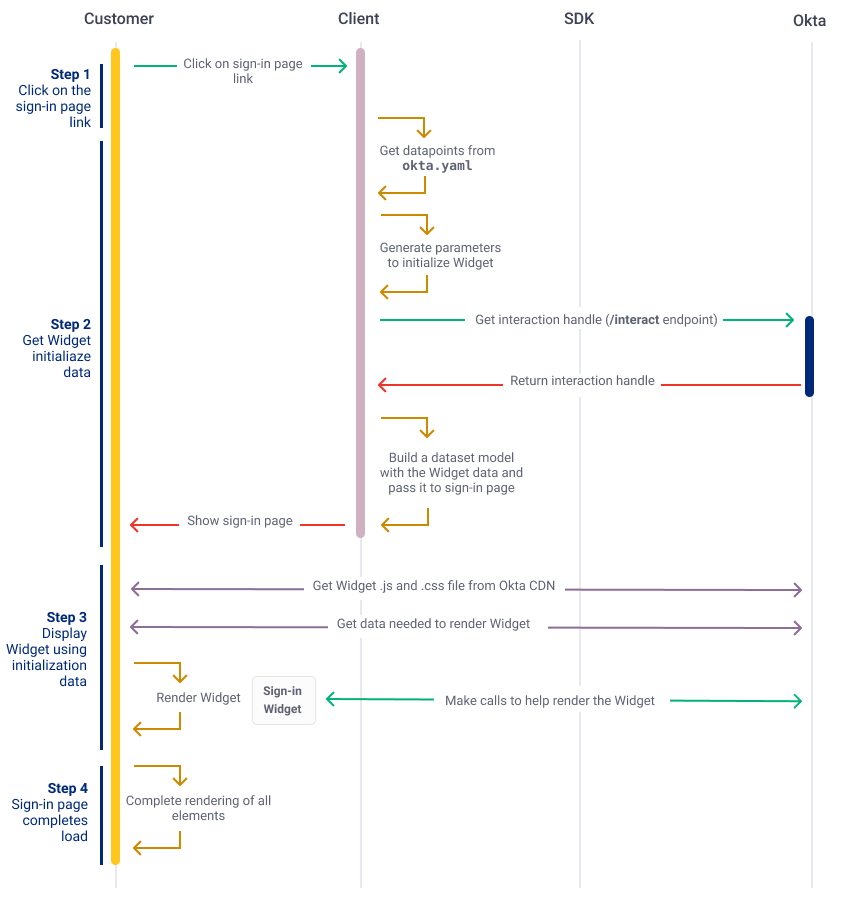 Customer
Client
SDK
Okta
Step 1
Click on the
sign-in page
link
Click on sign-in page
link
Get datapoints from
okta.yaml
Generate parameters
to initialize Widget
Step 2
Get Widget
initialiaze
data
Get interaction handle (/interact endpoint)
Return interaction handle
Build a dataset model
with the Widget data and
pass it to sign-in page
Show sign-in page
Step 3
Display
Widget using
initialization
data
Get Widget .js and .css file from Okta CDN
Get data needed to render Widget
Render Widget
Sign-in
Widget
Make calls to help render the Widget
Step 4
Sign-in page
completes
load
Complete rendering of all
elements